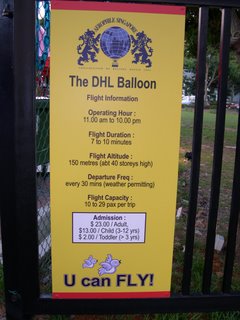 AEROPHILE SINGAPORE
The DHL Balloon
Flight Information
Operating Hour :
11.00 am to 10.00 pm
Flight Duration :
7 to 10 minutes
Flight Altitude :
150 metres (abt 40 storeys high)
Departure Freq :
every 30 mins (weather permitting)
Flight Capacity :
10 to 29 pax per trip
Admission :
$ 23.00 / Adult,
$13.00 / Child (3-12 yrs)
$ 2.00 / Toddler (> 3 yrs)
U can FLY!